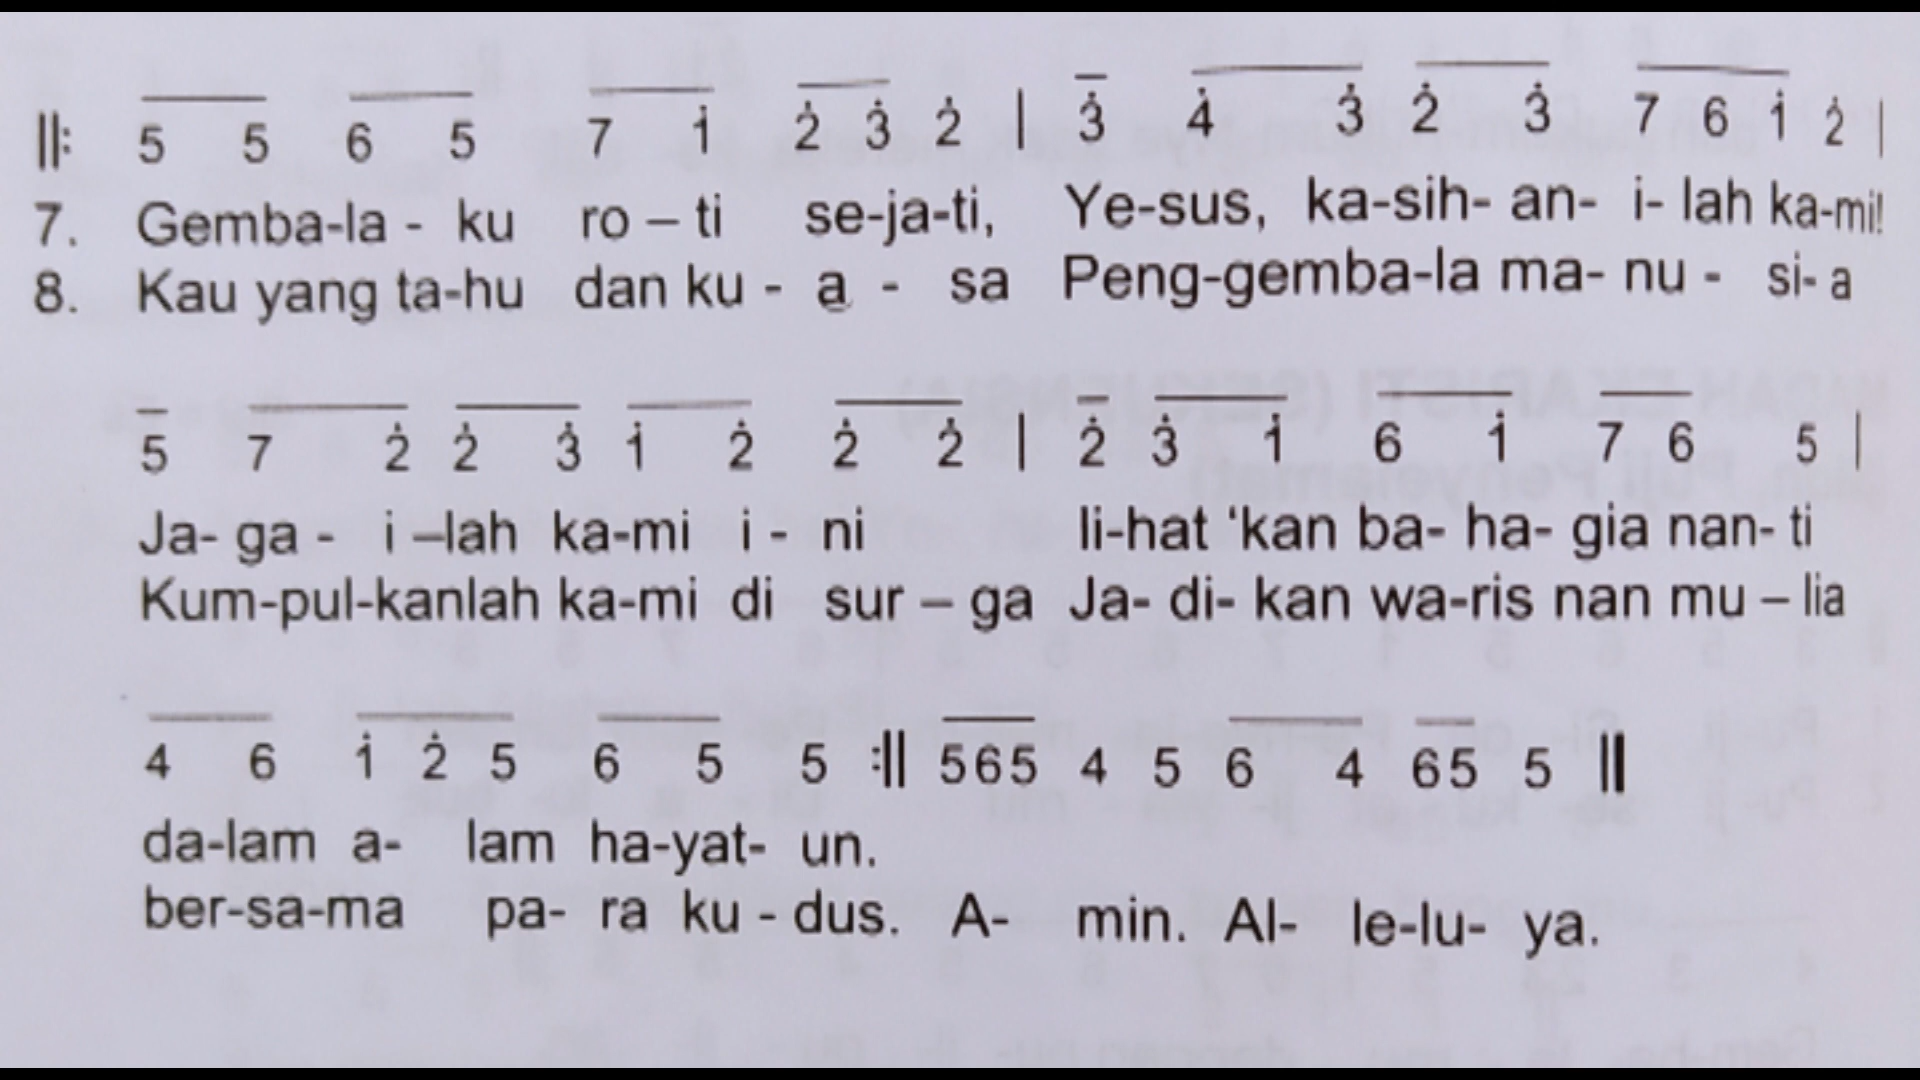 ||: 5 5 6 5 7 1̇ 2̇ 3̇ 2̇ | 3̇ 4̇ 3̇ 2̇ 3̇ 7 6 1̇ 2̇ |
7. Gemba-la - ku ro – ti se-ja-ti, Ye-sus, ka-sih- an- i- lah ka-mi!
8. Kau yang ta-hu dan ku - a - sa Peng-gemba-la ma- nu - si- a
5 7 2̇ 2̇ 3̇ 1̇ 2̇ 2̇ 2̇ | 2̇ 3̇ 1̇ 6 1̇ 7 6 5 |
Ja- ga - i –lah ka-mi i - ni li-hat ‘kan ba- ha- gia nan- ti
Kum-pul-kanlah ka-mi di sur – ga Ja- di- kan wa-ris nan mu – lia
4 6 1̇ 2̇ 5 6 5 5 :|| 565 4 5 6 4 65 5 ||
da-lam a- lam ha-yat- un.
ber-sa-ma pa- ra ku - dus. A- min. Al- le-lu- ya.